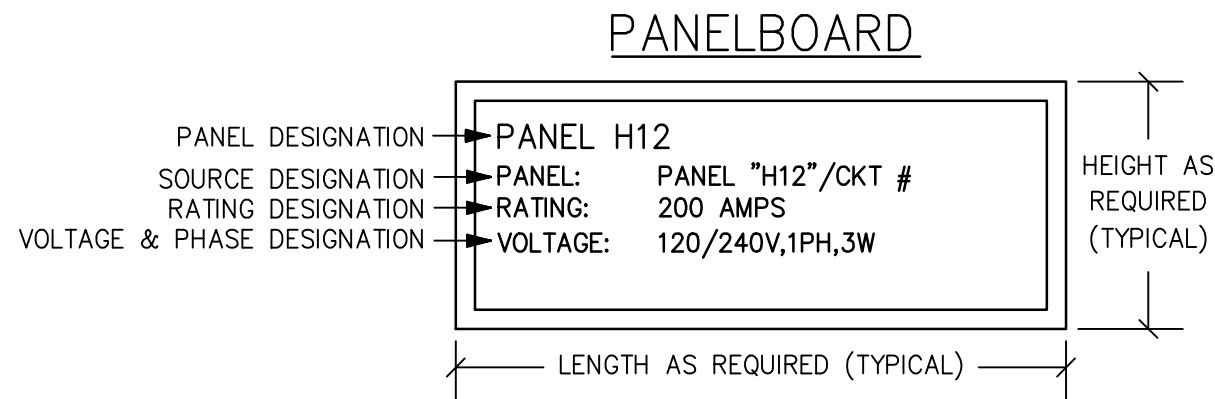 PANELBOARD
PANEL DESIGNATION
PANEL H12
SOURCE DESIGNATION
PANEL: PANEL "H12"/CKT #
RATING DESIGNATION
RATING: 200 AMPS
VOLTAGE & PHASE DESIGNATION
VOLTAGE: 120/240V,1PH,3W
HEIGHT AS
REQUIRED
(TYPICAL)
LENGTH AS REQUIRED (TYPICAL)